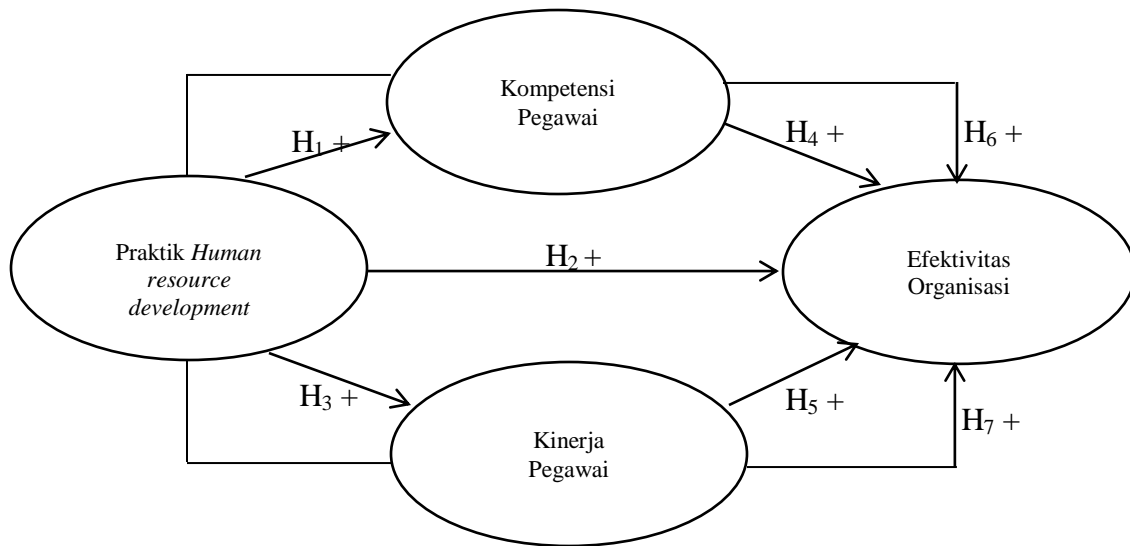 Kompetensi
Pegawai
H₁ +
H₄ +
H₆ +
Praktik Human
resource
development
H₂ +
Efektivitas
Organisasi
H₃ +
H₅ +
H₇ +
Kinerja
Pegawai